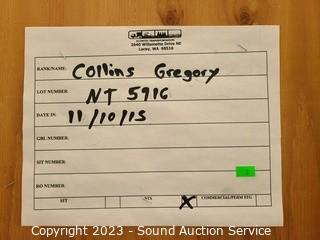 2640 Willamette Drive NE
Lacey, WA 98516
RANK/NAME: Collins Gregory
LOT NUMBER: NT 5916
DATE IN: 11/10/15
GBL NUMBER:
SIT NUMBER:
RO NUMBER:
SIT NTS X COMMERCIAL/PERM STG
Copyright 2023 - Sound Auction Service